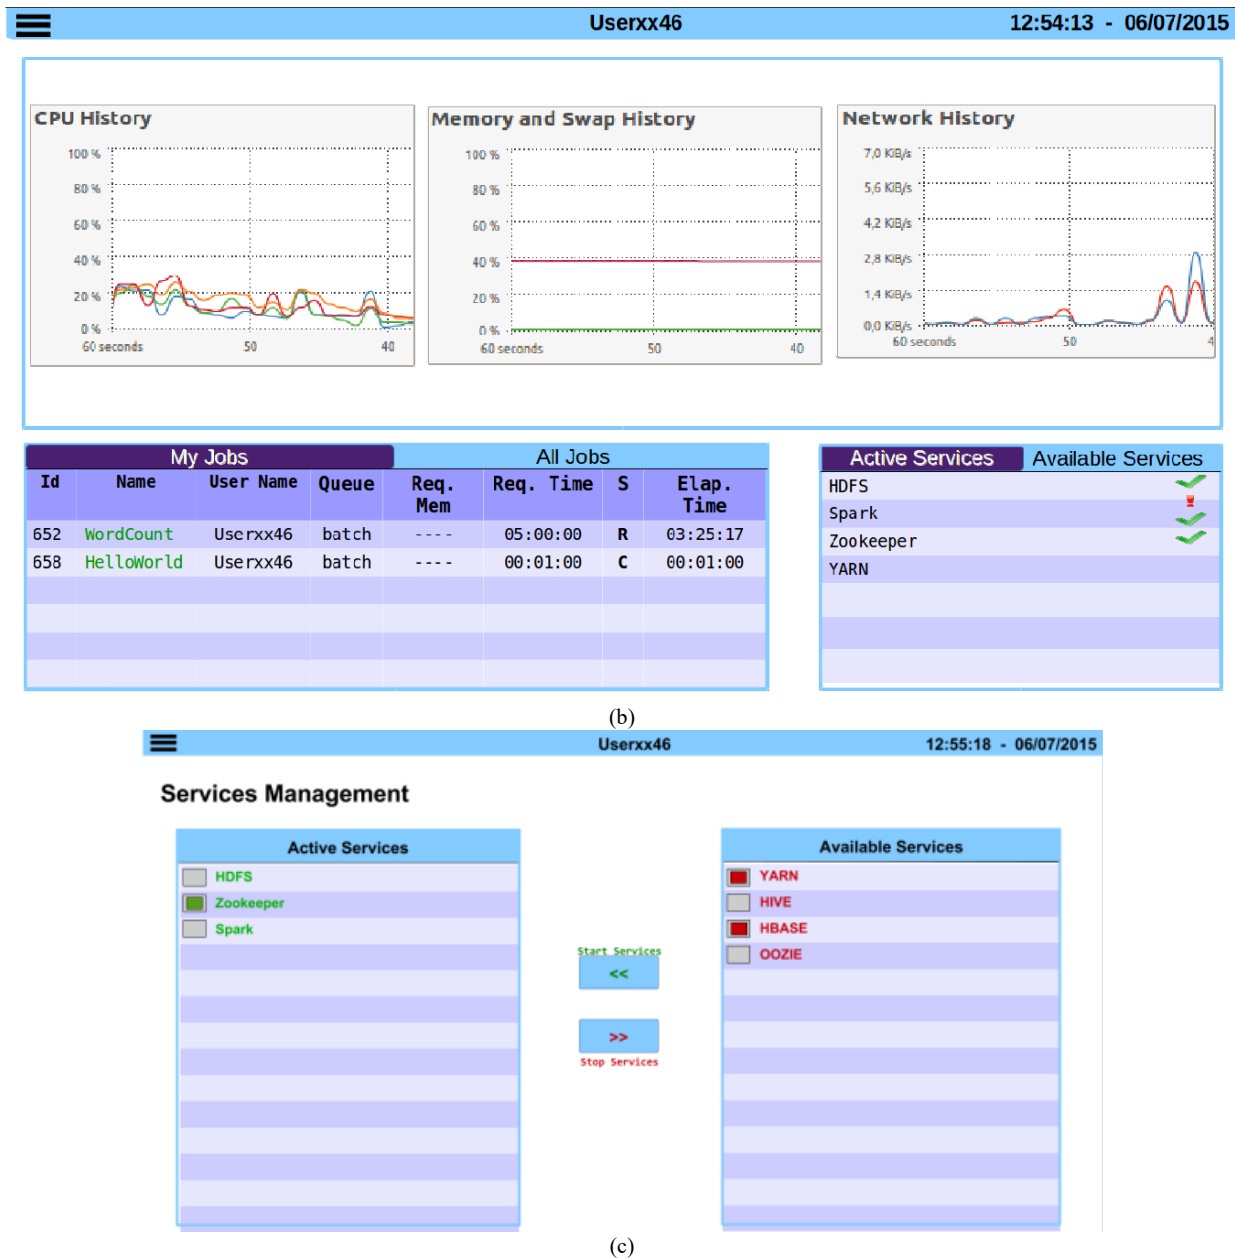 Userxx46 12:54:13 - 06/07/2015
CPU History
100 %
80 %
60 %
40 %
20 %
0 %
60 seconds 50 40
Memory and Swap History
100 %
80 %
60 %
40 %
20 %
0 %
60 seconds 50 40
Network History
7,0 KiB/s
5,6 KiB/s
4,2 KiB/s
2,8 KiB/s
1,4 KiB/s
0,0 KiB/s
60 seconds 50 4
My Jobs All Jobs
Id Name User Name Queue Req. Mem Req. Time S Elap. Time
652 WordCount Userxx46 batch ---- 05:00:00 R 03:25:17
658 HelloWorld Userxx46 batch ---- 00:01:00 C 00:01:00
Active Services Available Services
HDFS
Spark
Zookeeper
YARN
(b)
Userxx46 12:55:18 - 06/07/2015
Services Management
Active Services
HDFS
Zookeeper
Spark
Start Services
<<
>>
Stop Services
Available Services
YARN
HIVE
HBASE
OOZIE
(c)